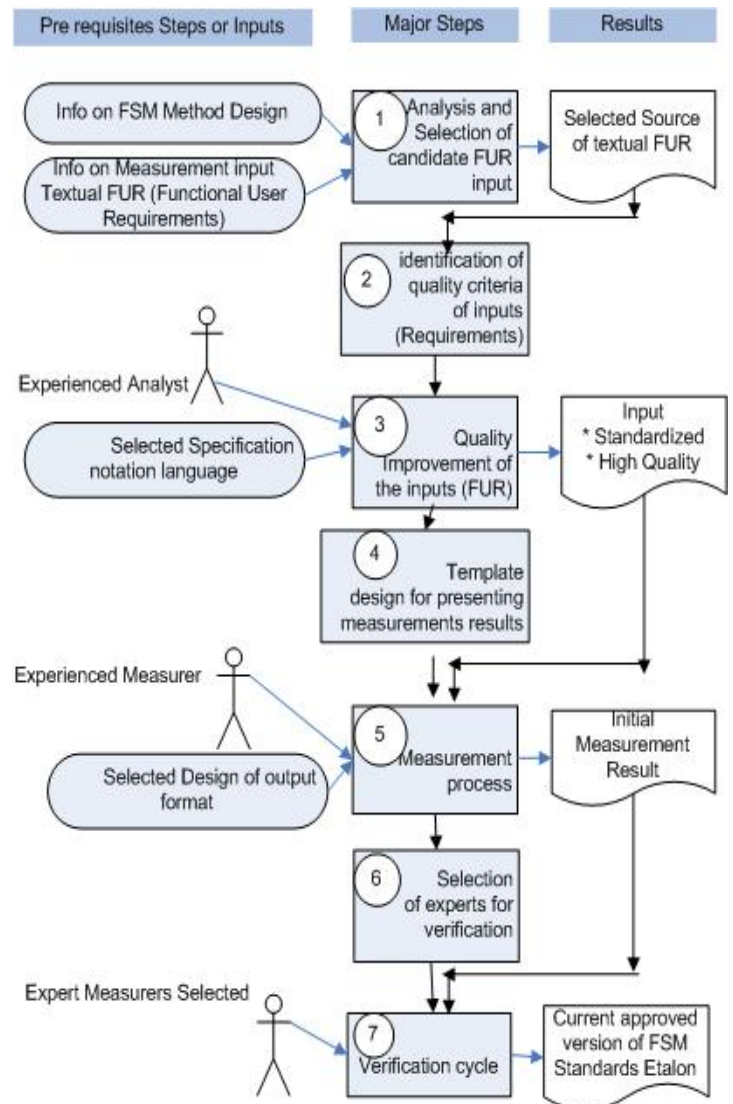 Pre requisites Steps or Inputs
Major Steps
Results
Info on FSM Method Design
Info on Measurement input
Textual FUR (Functional User
Requirements)
1
Analysis and
Selection of
candidate FUR
input
Selected Source
of textual FUR
2
identification of
quality criteria
of inputs
(Requirements)
Experienced Analyst
Selected Specification
notation language
3
Quality
Improvement of
the inputs (FUR)
Input
* Standardized
* High Quality
4
Template
design for presenting
measurements results
Experienced Measurer
Selected Design of output
format
5
Measurement
process
Initial
Measurement
Result
6
Selection
of experts for
verification
Expert Measurers Selected
7
Verification cycle
Current approved
version of FSM
Standards Etalon